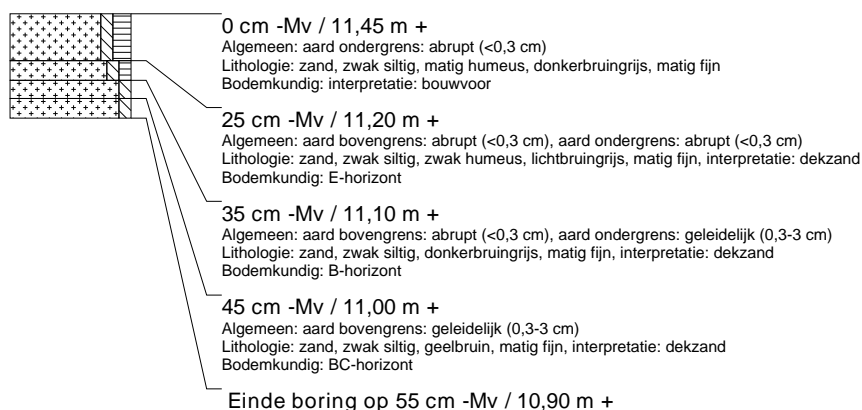 0 cm -Mv / 11,45 m +
Algemeen: aard ondergrens: abrupt (<0,3 cm)
Lithologie: zand, zwak siltig, matig humeus, donkerbruingrijs, matig fijn
Bodemkundig: interpretatie: bouwvoor
25 cm -Mv / 11,20 m +
Algemeen: aard bovengrens: abrupt (<0,3 cm), aard ondergrens: abrupt (<0,3 cm)
Lithologie: zand, zwak siltig, zwak humeus, lichtbruingrijs, matig fijn, interpretatie: dekzand
Bodemkundig: E-horizont
35 cm -Mv / 11,10 m +
Algemeen: aard bovengrens: abrupt (<0,3 cm), aard ondergrens: geleidelijk (0,3-3 cm)
Lithologie: zand, zwak siltig, donkerbruingrijs, matig fijn, interpretatie: dekzand
Bodemkundig: B-horizont
45 cm -Mv / 11,00 m +
Algemeen: aard bovengrens: geleidelijk (0,3-3 cm)
Lithologie: zand, zwak siltig, geelbruin, matig fijn, interpretatie: dekzand
Bodemkundig: BC-horizont
Einde boring op 55 cm -Mv / 10,90 m +